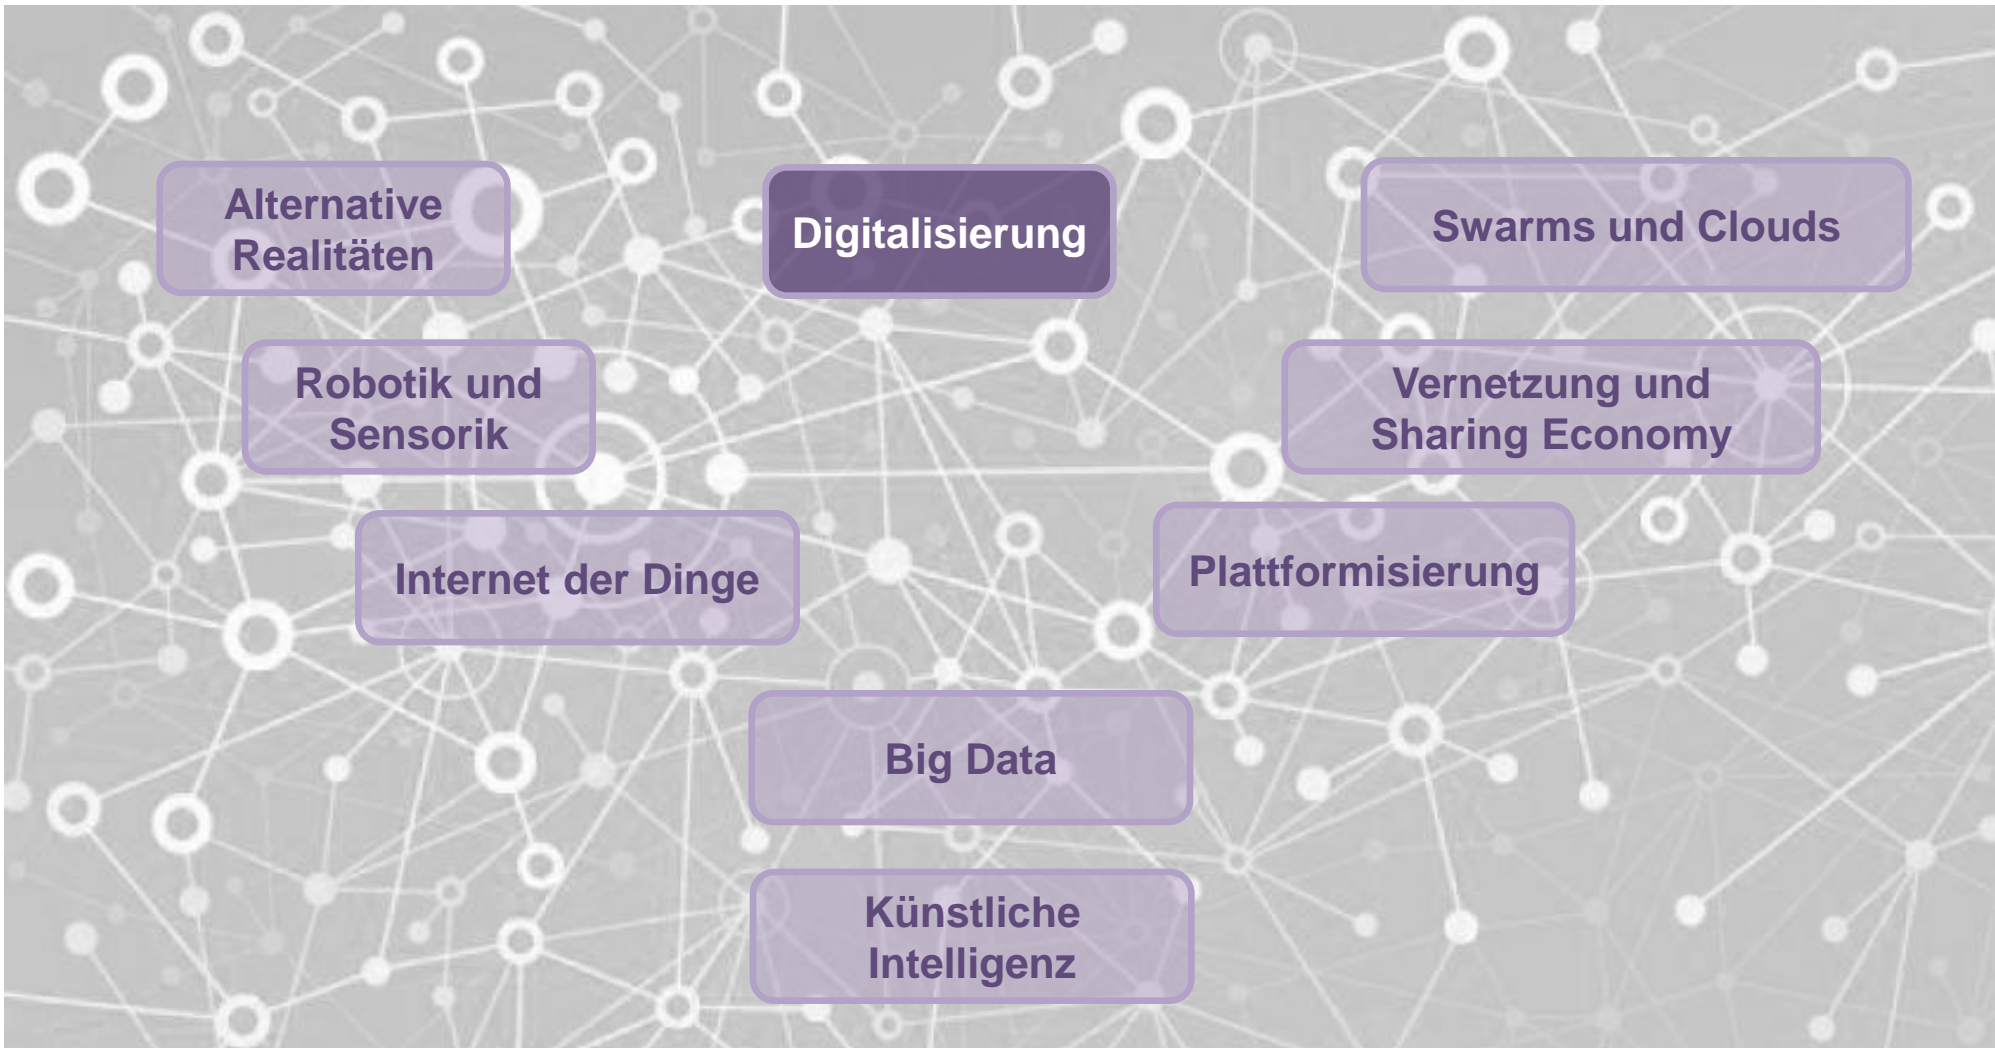 Alternative
Realitäten
Digitalisierung
Swarms und Clouds
Robotik und
Sensorik
Vernetzung und
Sharing Economy
Internet der Dinge
Plattformisierung
Big Data
Künstliche
Intelligenz